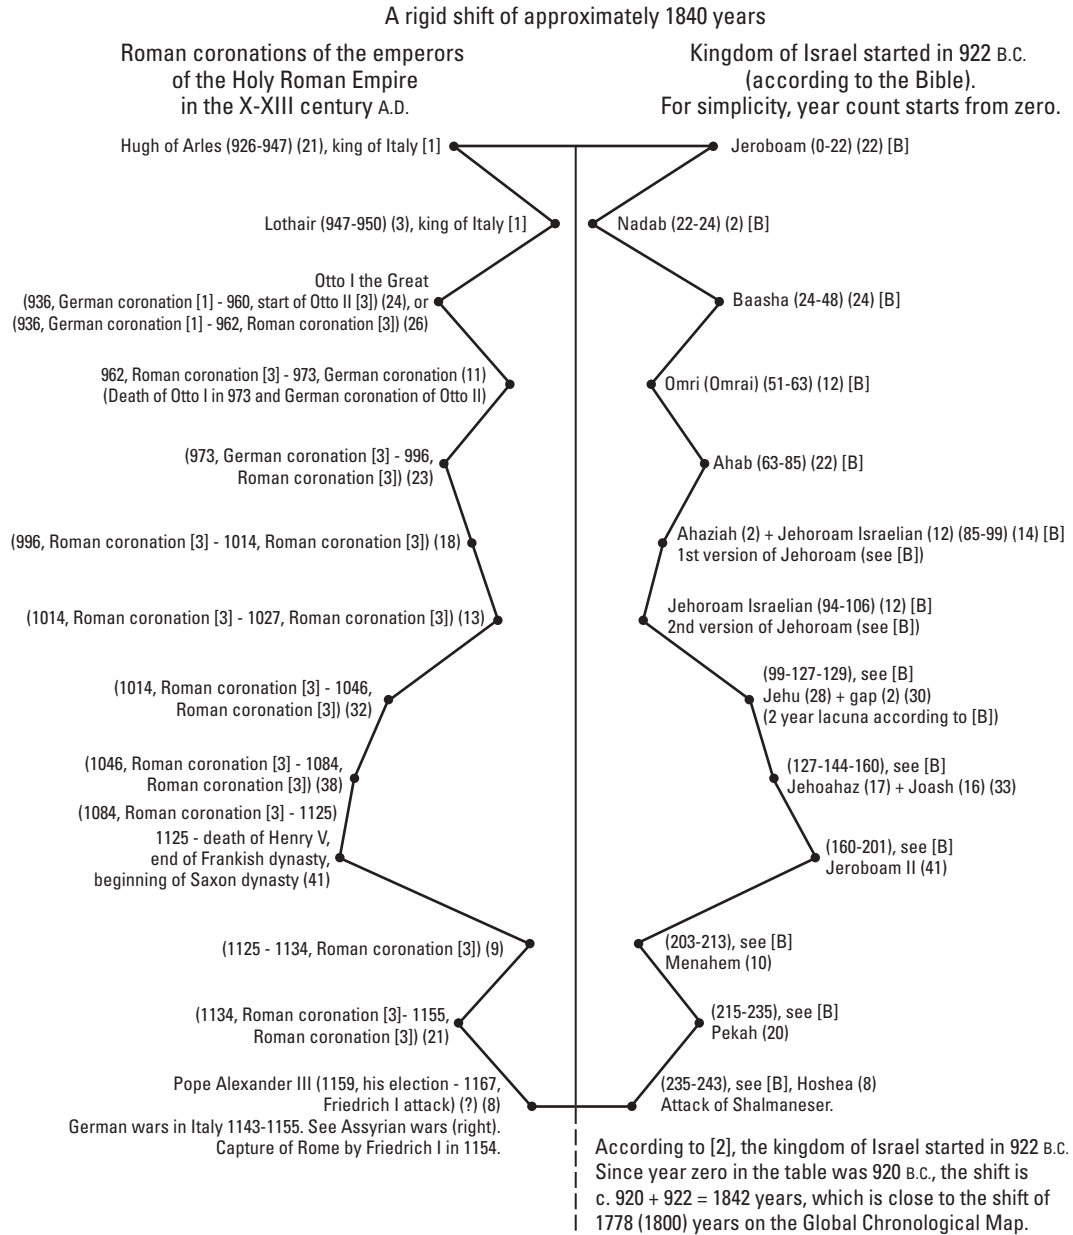 A rigid shift of approximately 1840 years
Roman coronations of the emperors
of the Holy Roman Empire
in the X-XIII century A.D.
Kingdom of Israel started in 922 B.C.
(according to the Bible).
For simplicity, year count starts from zero.
Hugh of Arles (926-947) (21), king of Italy [1]
Jeroboam (0-22) (22) [B]
Lothair (947-950) (3), king of Italy [1]
Nadab (22-24) (2) [B]
Otto I the Great
(936, German coronation [1] - 960, start of Otto II [3]) (24), or
(936, German coronation [1] - 962, Roman coronation [3]) (26)
Baasha (24-48) (24) [B]
962, Roman coronation [3] - 973, German coronation (11)
(Death of Otto I in 973 and German coronation of Otto II)
Omri (Omrai) (51-63) (12) [B]
(973, German coronation [3] - 996,
Roman coronation [3]) (23)
Ahab (63-85) (22) [B]
(996, Roman coronation [3] - 1014, Roman coronation [3]) (18)
Ahaziah (2) + Jehoram Israelian (12) (85-99) (14) [B]
1st version of Jehoram (see [B])
(1014, Roman coronation [3] - 1027, Roman coronation [3]) (13)
Jehoram Israelian (94-106) (12) [B]
2nd version of Jehoram (see [B])
(1014, Roman coronation [3] - 1046,
Roman coronation [3]) (32)
(99-127-129), see [B]
Jehu (28) + gap (2) (30)
(2 year lacuna according to [B])
(1046, Roman coronation [3] - 1084,
Roman coronation [3]) (38)
(127-144-160), see [B]
Jehoahaz (17) + Joash (16) (33)
(1084, Roman coronation [3] - 1125)
1125 - death of Henry V,
end of Frankish dynasty,
beginning of Saxon dynasty (41)
(160-201), see [B]
Jeroboam II (41)
(1125 - 1134, Roman coronation [3]) (9)
(203-213), see [B]
Menahem (10)
(1134, Roman coronation [3]- 1155,
Roman coronation [3]) (21)
(215-235), see [B]
Pekah (20)
Pope Alexander III (1159, his election - 1167,
Friedrich I attack) (?) (8)
German wars in Italy 1143-1155. See Assyrian wars (right).
Capture of Rome by Friedrich I in 1154.
(235-243), see [B], Hoshea (8)
Attack of Shalmaneser.
According to [2], the kingdom of Israel started in 922 B.C.
Since year zero in the table was 920 B.C., the shift is
c. 920 + 922 = 1842 years, which is close to the shift of
1778 (1800) years on the Global Chronological Map.